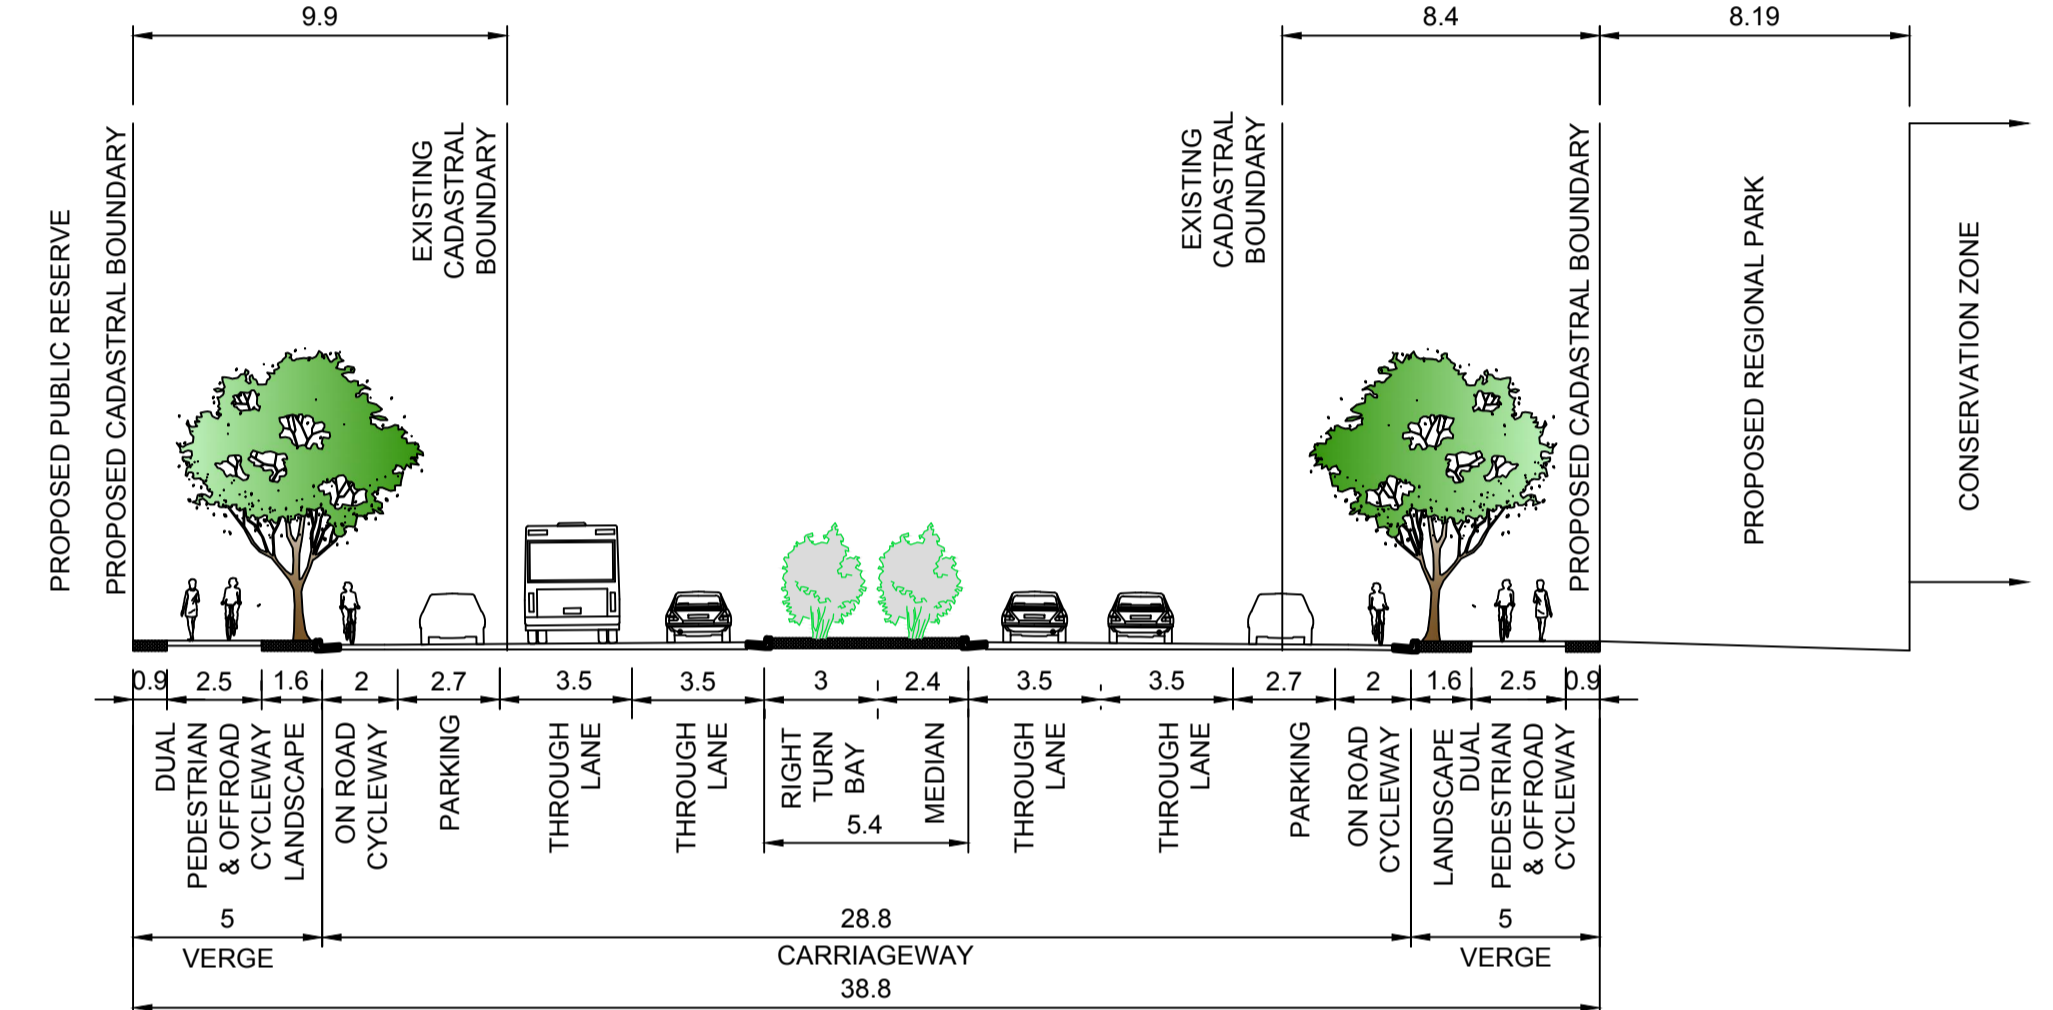 9.9
8.4
8.19
PROPOSED PUBLIC RESERVE
PROPOSED CADASTRAL BOUNDARY
EXISTING
CADASTRAL
BOUNDARY
EXISTING
CADASTRAL
BOUNDARY
PROPOSED CADASTRAL BOUNDARY
PROPOSED REGIONAL PARK
CONSERVATION ZONE
0.9
2.5
1.6
2
2.7
3.5
3.5
3
2.4
3.5
3.5
2.7
2
1.6
2.5
0.9
DUAL
PEDESTRIAN
& OFFROAD
CYCLEWAY
LANDSCAPE
ON ROAD
CYCLEWAY
PARKING
THROUGH
LANE
THROUGH
LANE
RIGHT
TURN
BAY
MEDIAN
THROUGH
LANE
THROUGH
LANE
PARKING
ON ROAD
CYCLEWAY
LANDSCAPE
DUAL
PEDESTRIAN
& OFFROAD
CYCLEWAY
5.4
5
28.8
5
VERGE
CARRIAGEWAY
VERGE
38.8